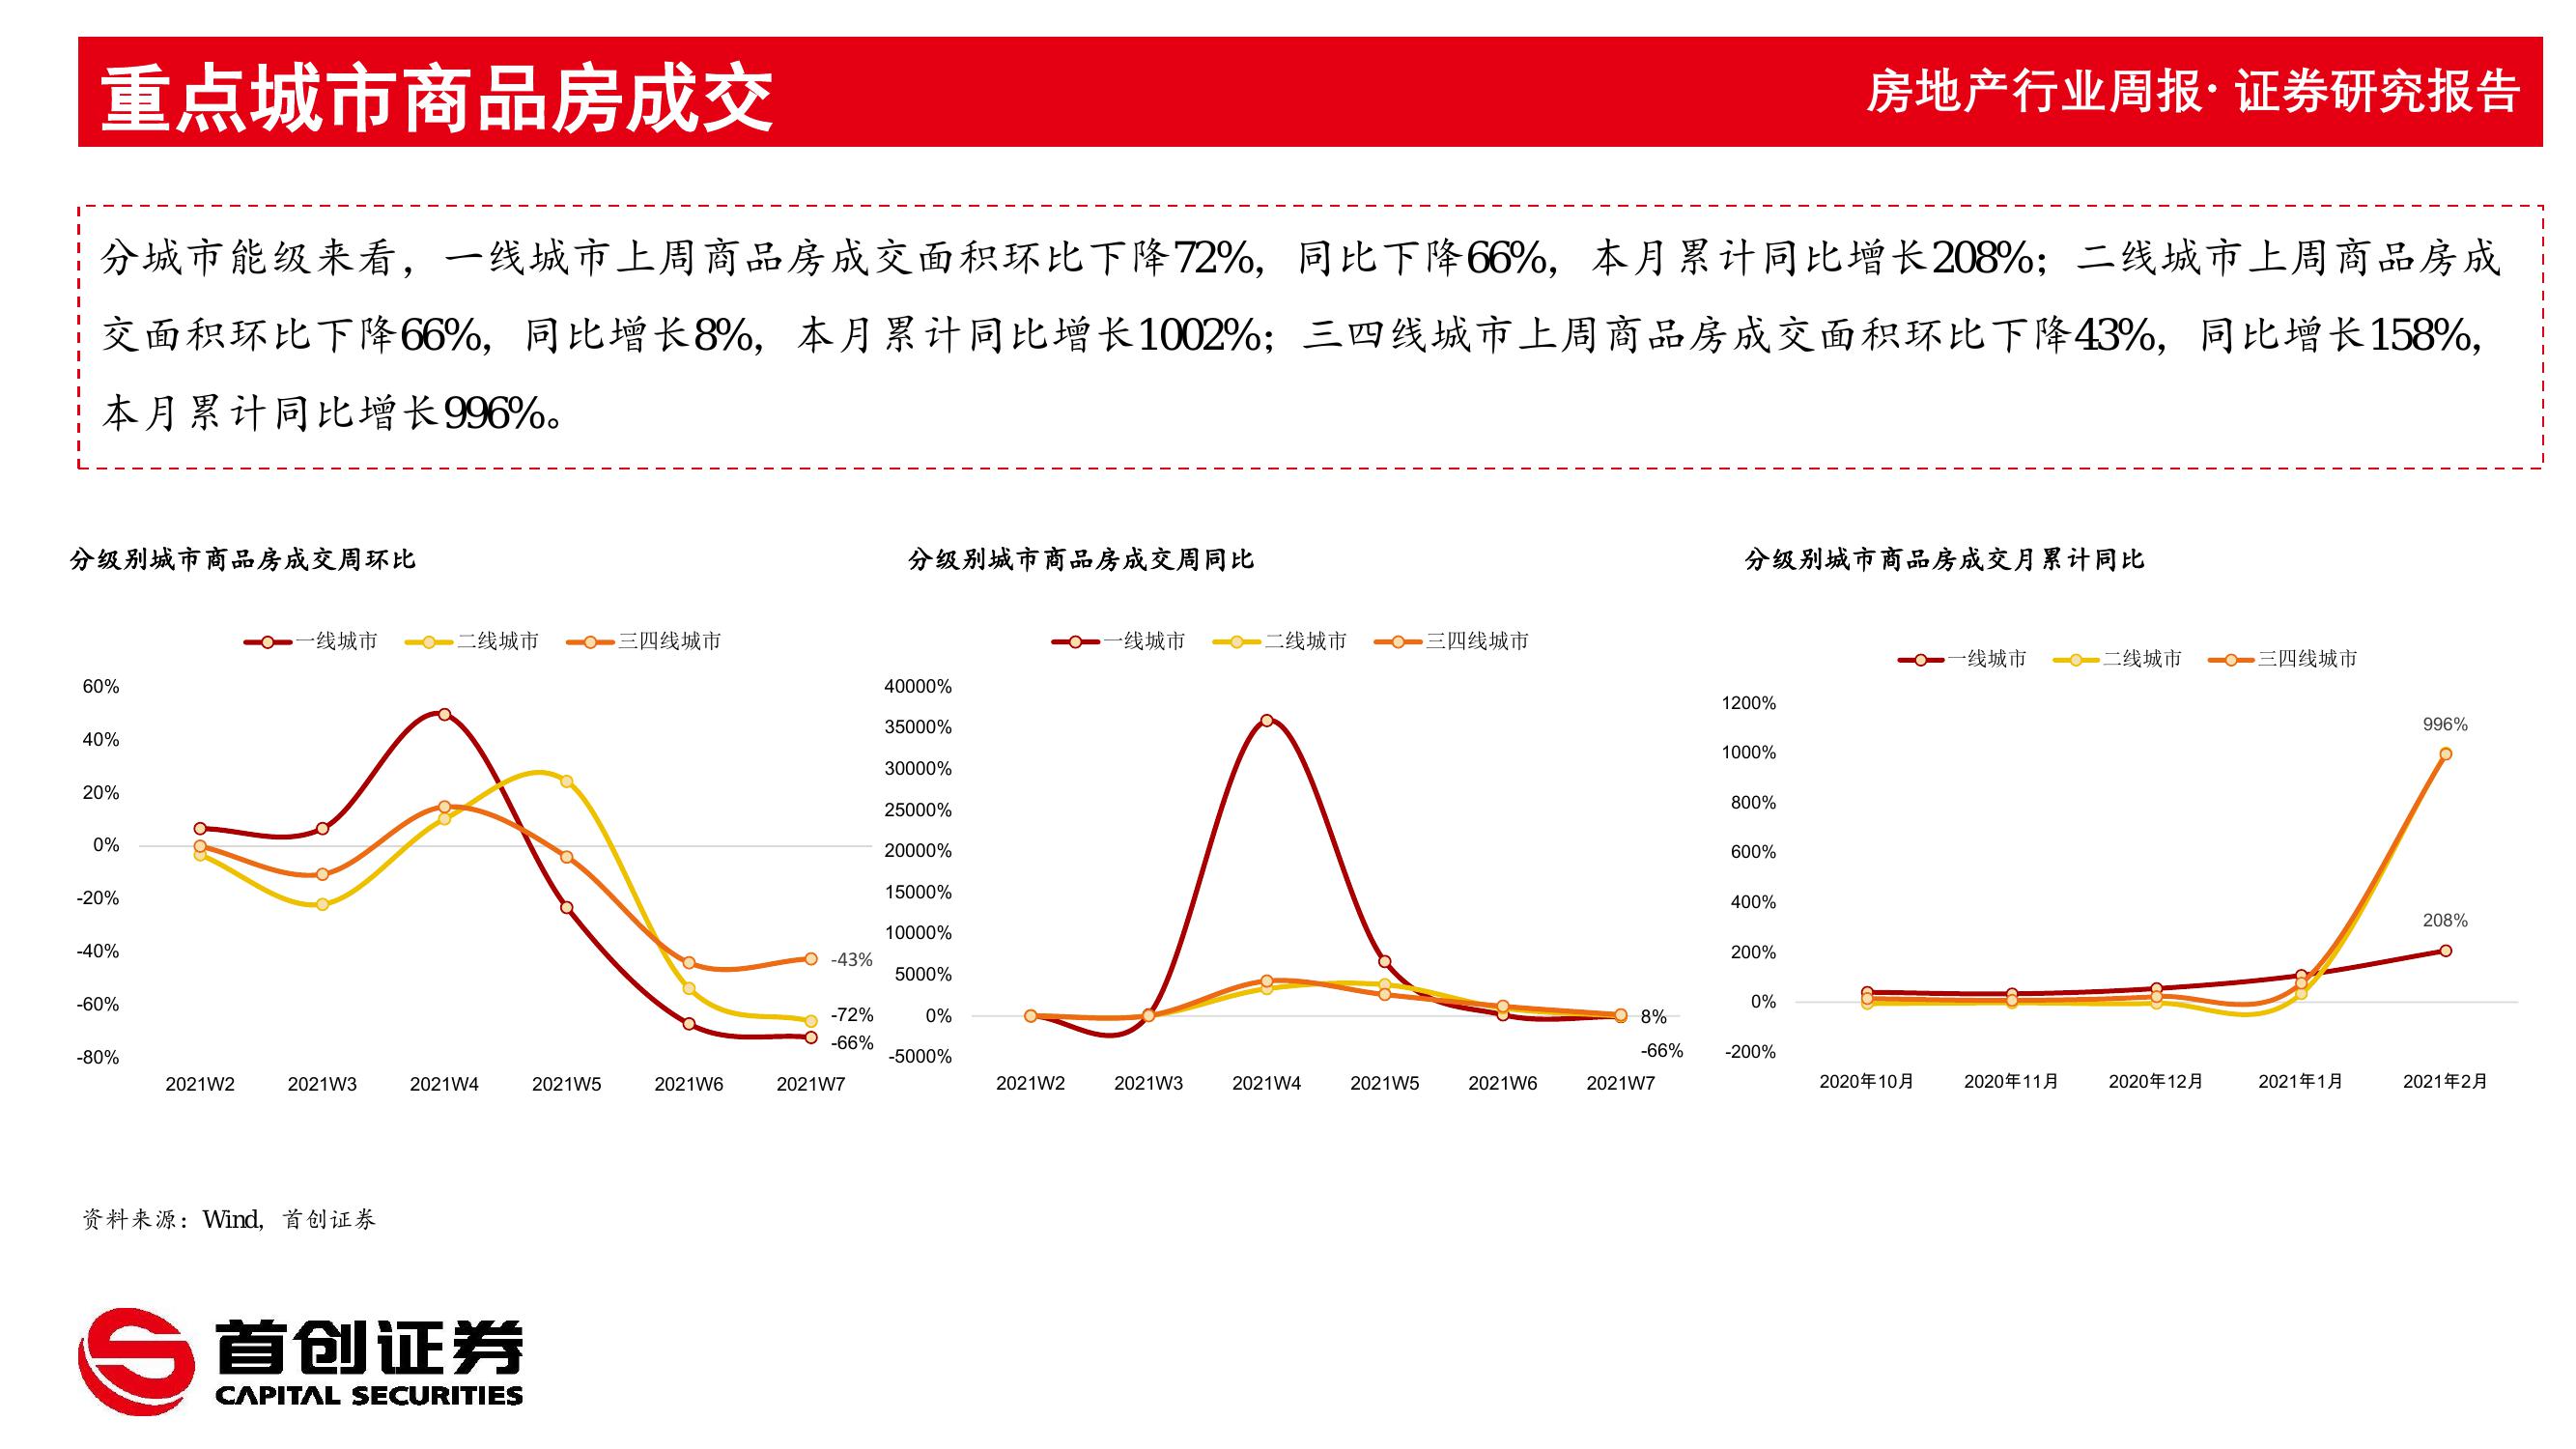 重点城市商品房成交
房地产行业周报· 证券研究报告
分城市能级来看，一线城市上周商品房成交面积环比下降72%，同比下降66%，本月累计同比增长208%；二线城市上周商品房成
交面积环比下降66%，同比增长8%，本月累计同比增长1002%；三四线城市上周商品房成交面积环比下降43%，同比增长158%，
本月累计同比增长996%。
分级别城市商品房成交周环比
一线城市 二线城市 三四线城市
60%
40%
20%
0%
-20%
-40%
-60%
-80%
-43%
-72%
-66%
2021W2 2021W3 2021W4 2021W5 2021W6 2021W7
分级别城市商品房成交周同比
一线城市 二线城市 三四线城市
40000%
35000%
30000%
25000%
20000%
15000%
10000%
5000%
0%
-5000%
8%
-66%
2021W2 2021W3 2021W4 2021W5 2021W6 2021W7
分级别城市商品房成交月累计同比
一线城市 二线城市 三四线城市
1200%
1000%
800%
600%
400%
200%
0%
-200%
996%
208%
2020年10月 2020年11月 2020年12月 2021年1月 2021年2月
资料来源：Wind，首创证券
首创证券
CAPITAL SECURITIES